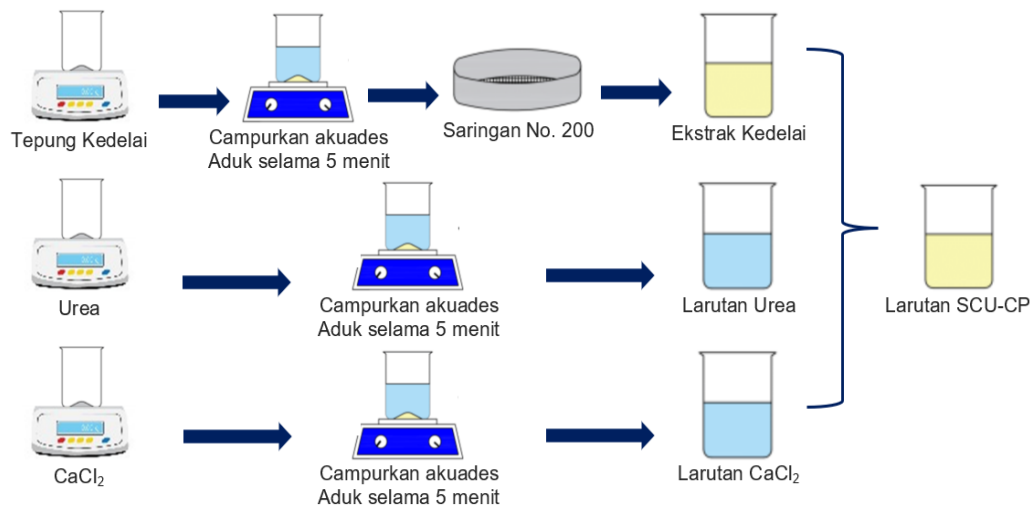 Tepung Kedelai
Campurkan akuades
Aduk selama 5 menit
Saringan No. 200
Ekstrak Kedelai
Urea
Campurkan akuades
Aduk selama 5 menit
Larutan Urea
Larutan SCU-CP
CaCl₂
Campurkan akuades
Aduk selama 5 menit
Larutan CaCl₂